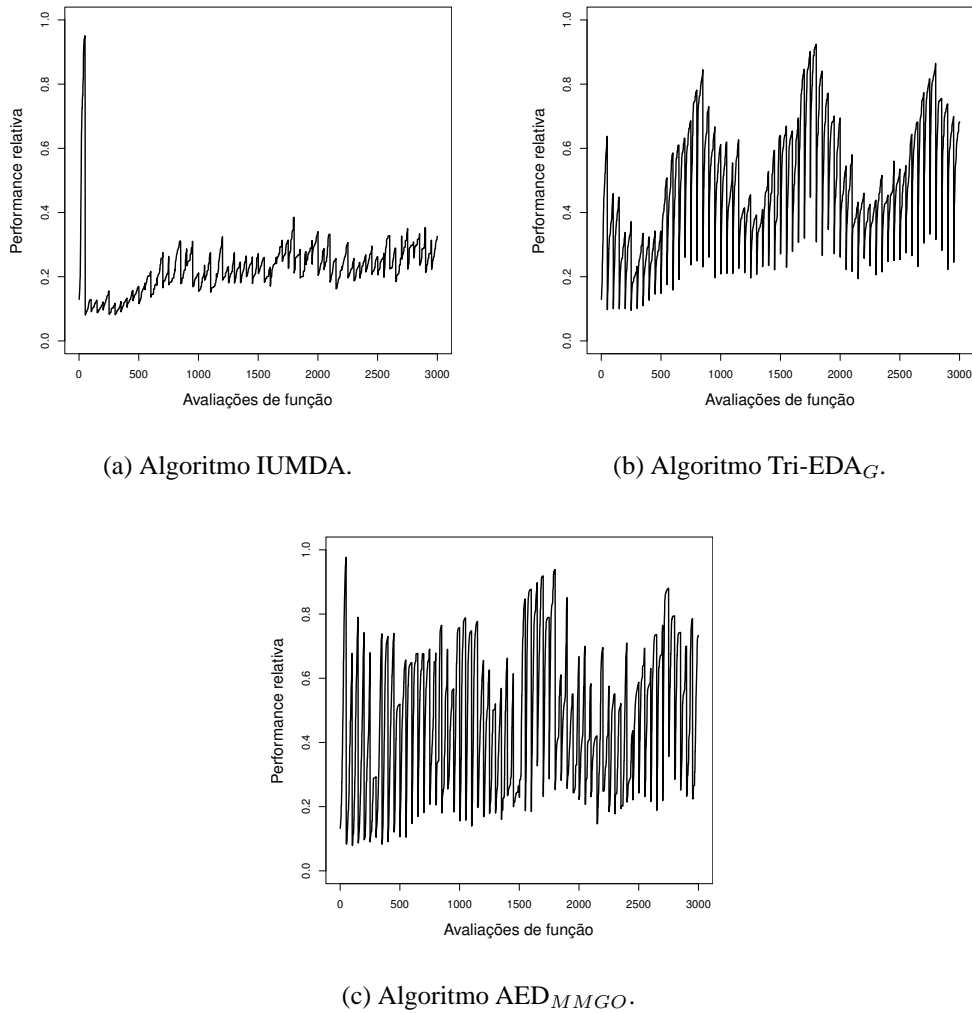 1.0
0.8
0.6
0.4
0.2
0.0
Performance relativa
0 500 1000 1500 2000 2500 3000
Avaliações de função
(a) Algoritmo IUMDA.
1.0
0.8
0.6
0.4
0.2
0.0
Performance relativa
0 500 1000 1500 2000 2500 3000
Avaliações de função
(b) Algoritmo Tri-EDA_G.
1.0
0.8
0.6
0.4
0.2
0.0
Performance relativa
0 500 1000 1500 2000 2500 3000
Avaliações de função
(c) Algoritmo AED_MMGO.